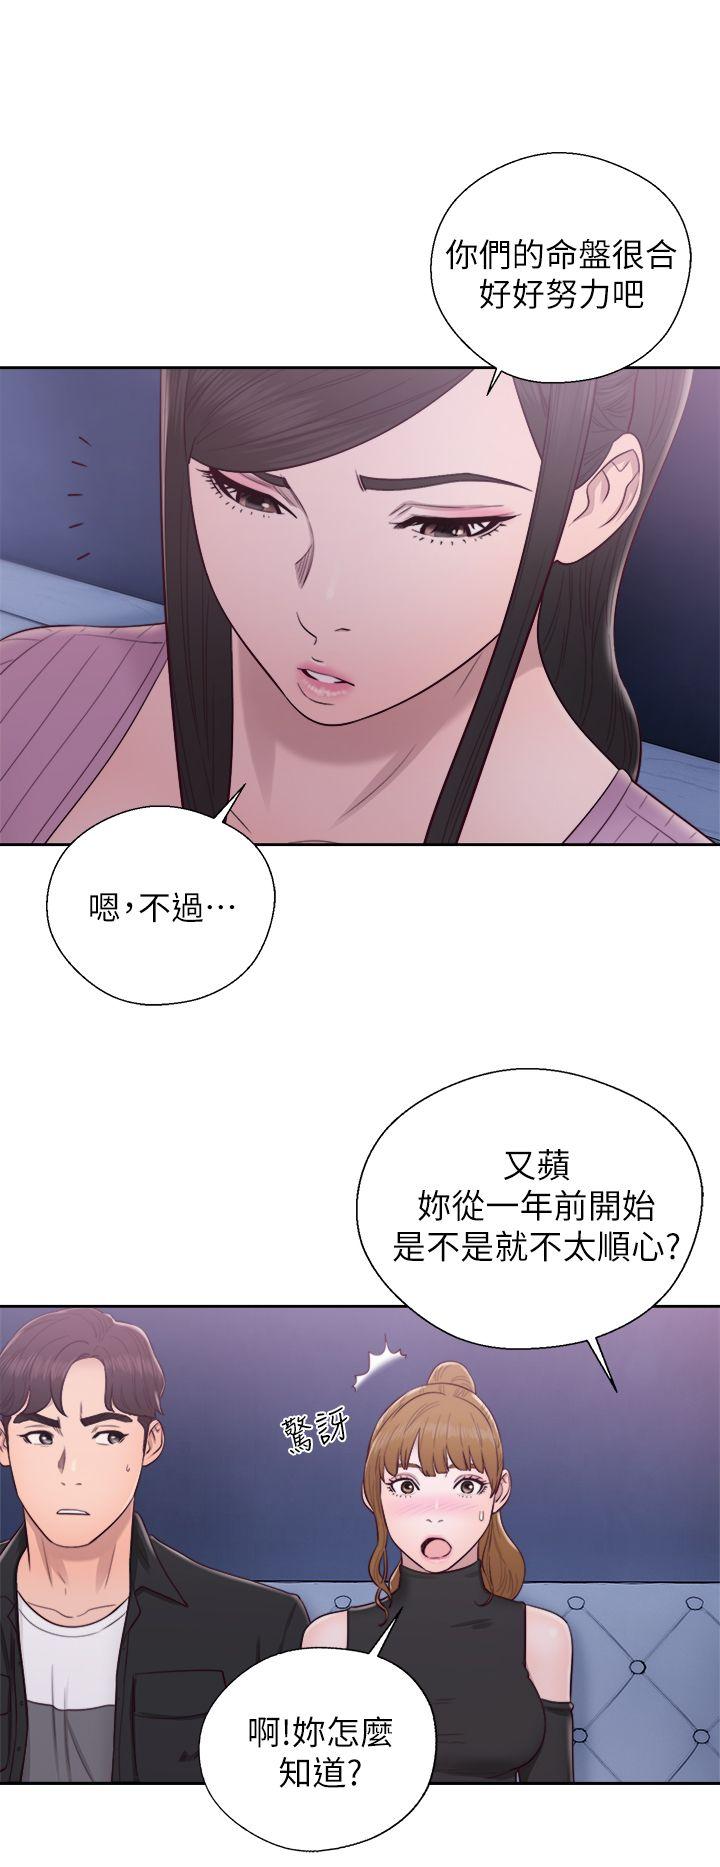 你們的命盤很合
好好努力吧
嗯,不過…
又蘋
妳從一年前開始
是不是就不太順心?
驚訝
啊!妳怎麼
知道?